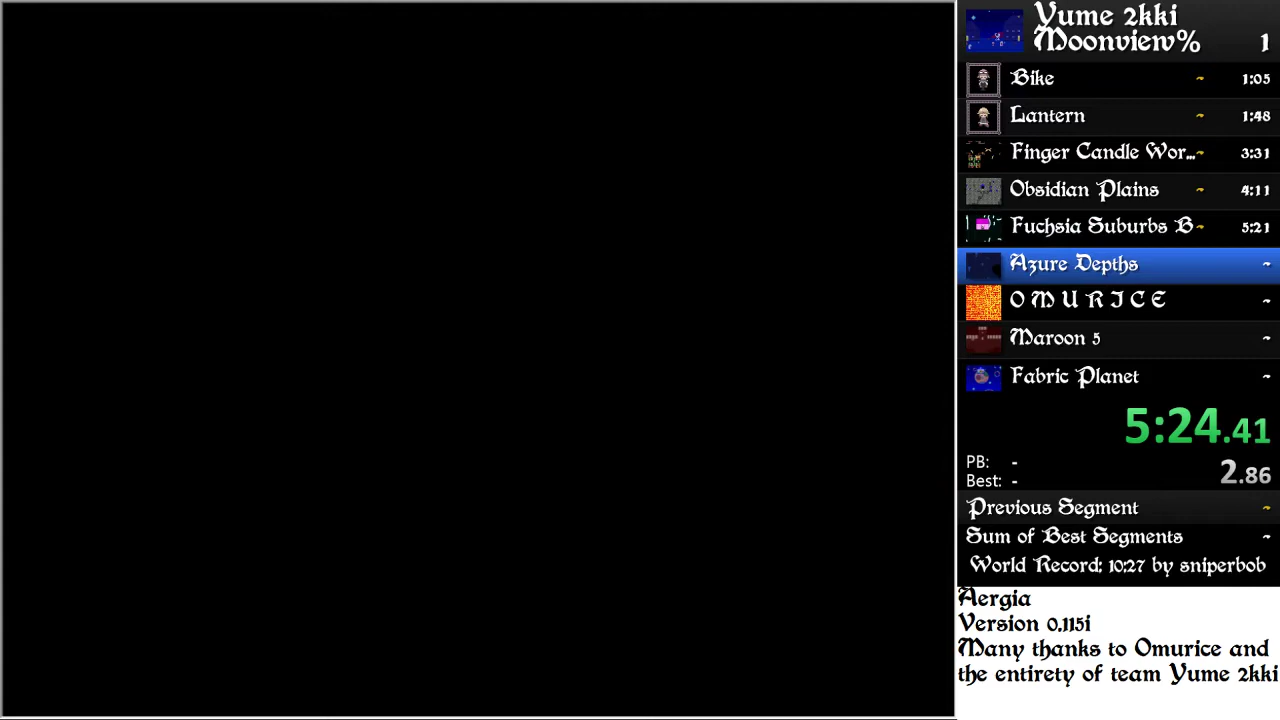 Yume 2kki
Moonview% 1
Bike - 1:05
Lantern - 1:48
Finger Candle Wor... - 3:31
Obsidian Plains - 4:11
Fuchsia Suburbs B - 5:21
Azure Depths -
O M U R I C E -
Maroon 5 -
Fabric Planet -
5:24.41
PB: -
2.86
Best: -
Previous Segment -
Sum of Best Segments -
World Record: 10:27 by sniperbob
Aergia
Version 0.115i
Many thanks to Omurice and
the entirety of team Yume 2kki